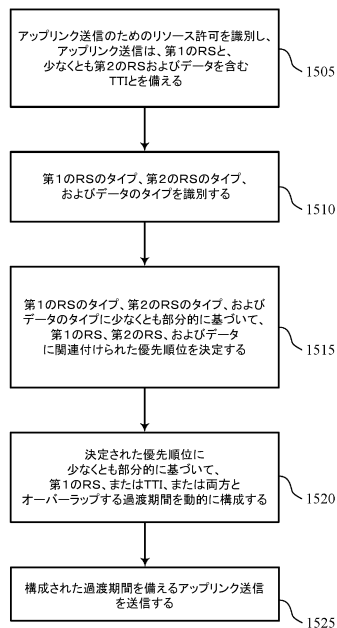 アップリンク送信のためのリソース許可を識別し、
アップリンク送信は、第1のRSと、
少なくとも第2のRSおよびデータを含む
TTIとを備える
1505
第1のRSのタイプ、第2のRSのタイプ、
およびデータのタイプを識別する
1510
第1のRSのタイプ、第2のRSのタイプ、および
データのタイプに少なくとも部分的に基づいて、
第1のRS、第2のRS、およびデータ
に関連付けられた優先順位を決定する
1515
決定された優先順位に
少なくとも部分的に基づいて、
第1のRS、またはTTI、または両方と
オーバーラップする過渡期間を動的に構成する
1520
構成された過渡期間を備えるアップリンク送信
を送信する
1525